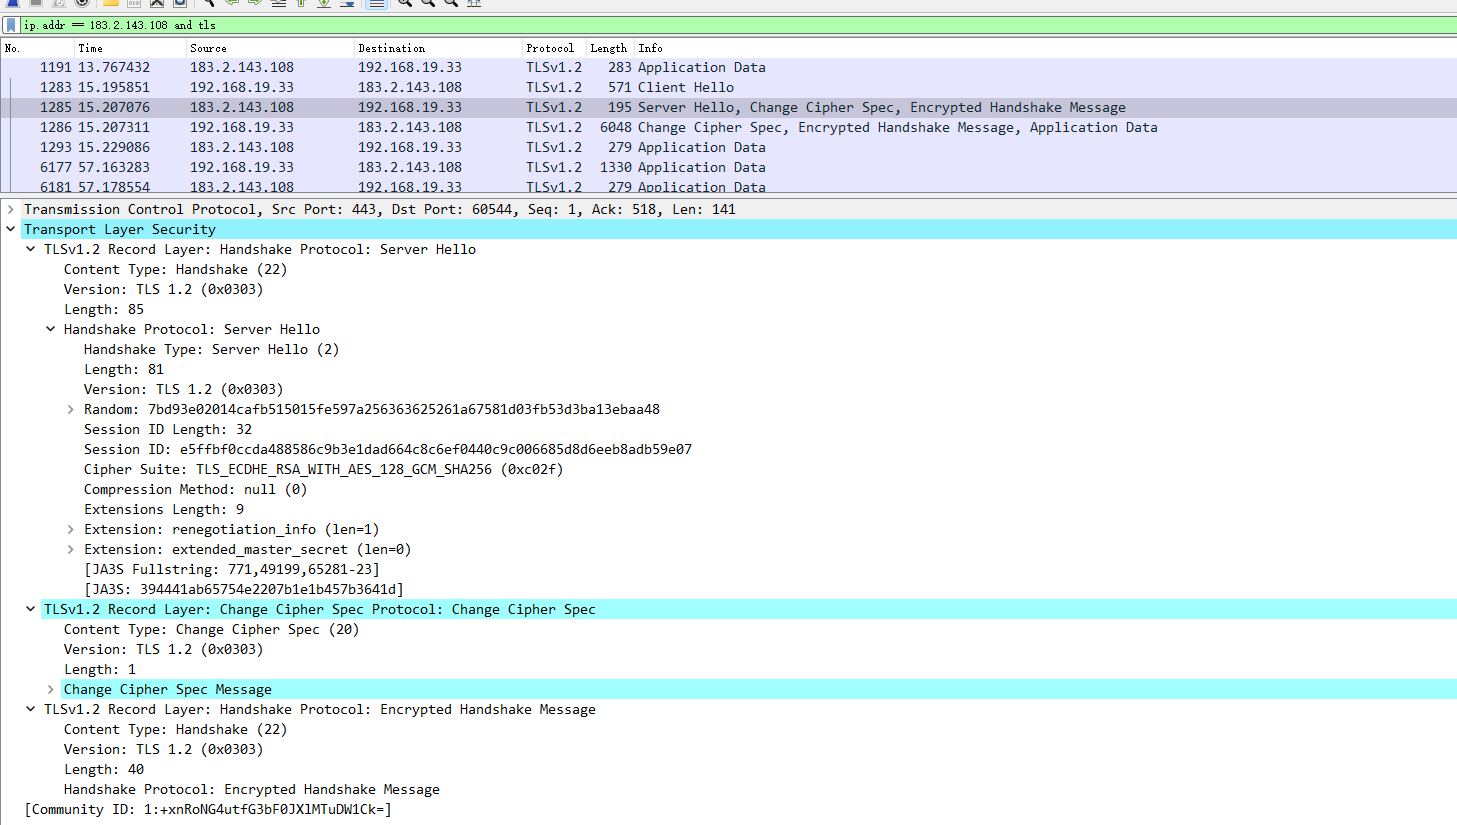 ip.addr == 183.2.143.108 and tls
No. Time Source Destination Protocol Length Info
1191 13.767432 183.2.143.108 192.168.19.33 TLSv1.2 283 Application Data
1283 15.195851 192.168.19.33 183.2.143.108 TLSv1.2 571 Client Hello
1285 15.207076 183.2.143.108 192.168.19.33 TLSv1.2 195 Server Hello, Change Cipher Spec, Encrypted Handshake Message
1286 15.207311 192.168.19.33 183.2.143.108 TLSv1.2 6048 Change Cipher Spec, Encrypted Handshake Message, Application Data
1293 15.229086 183.2.143.108 192.168.19.33 TLSv1.2 279 Application Data
6177 57.163283 192.168.19.33 183.2.143.108 TLSv1.2 1330 Application Data
6181 57.178554 183.2.143.108 192.168.19.33 TLSv1.2 279 Application Data
Transmission Control Protocol, Src Port: 443, Dst Port: 60544, Seq: 1, Ack: 518, Len: 141
Transport Layer Security
TLSv1.2 Record Layer: Handshake Protocol: Server Hello
Content Type: Handshake (22)
Version: TLS 1.2 (0x0303)
Length: 85
Handshake Protocol: Server Hello
Handshake Type: Server Hello (2)
Length: 81
Version: TLS 1.2 (0x0303)
Random: 7bd93e02014cafb515015fe597a256363625261a67581d03fb53d3ba13ebaa48
Session ID Length: 32
Session ID: e5ffbf0ccda488586c9b3e1dad664c8c6ef0440c9c006685d8d6eeb8adb59e07
Cipher Suite: TLS_ECDHE_RSA_WITH_AES_128_GCM_SHA256 (0xc02f)
Compression Method: null (0)
Extensions Length: 9
Extension: renegotiation_info (len=1)
Extension: extended_master_secret (len=0)
[JA3S Fullstring: 771,49199,65281-23]
[JA3S: 394441ab65754e2207b1e1b457b3641d]
TLSv1.2 Record Layer: Change Cipher Spec Protocol: Change Cipher Spec
Content Type: Change Cipher Spec (20)
Version: TLS 1.2 (0x0303)
Length: 1
Change Cipher Spec Message
TLSv1.2 Record Layer: Handshake Protocol: Encrypted Handshake Message
Content Type: Handshake (22)
Version: TLS 1.2 (0x0303)
Length: 40
Handshake Protocol: Encrypted Handshake Message
[Community ID: 1:+xnRoNG4utfG3bF0JXlMTuDW1Ck=]